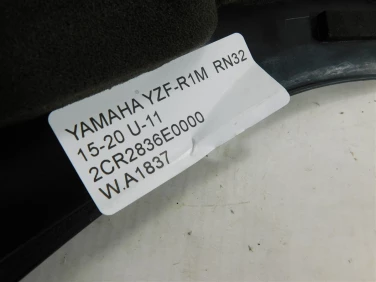 YAMAHA YZF-R1M RN32
15-20 U-11
2CR2836E0000
W.A1837